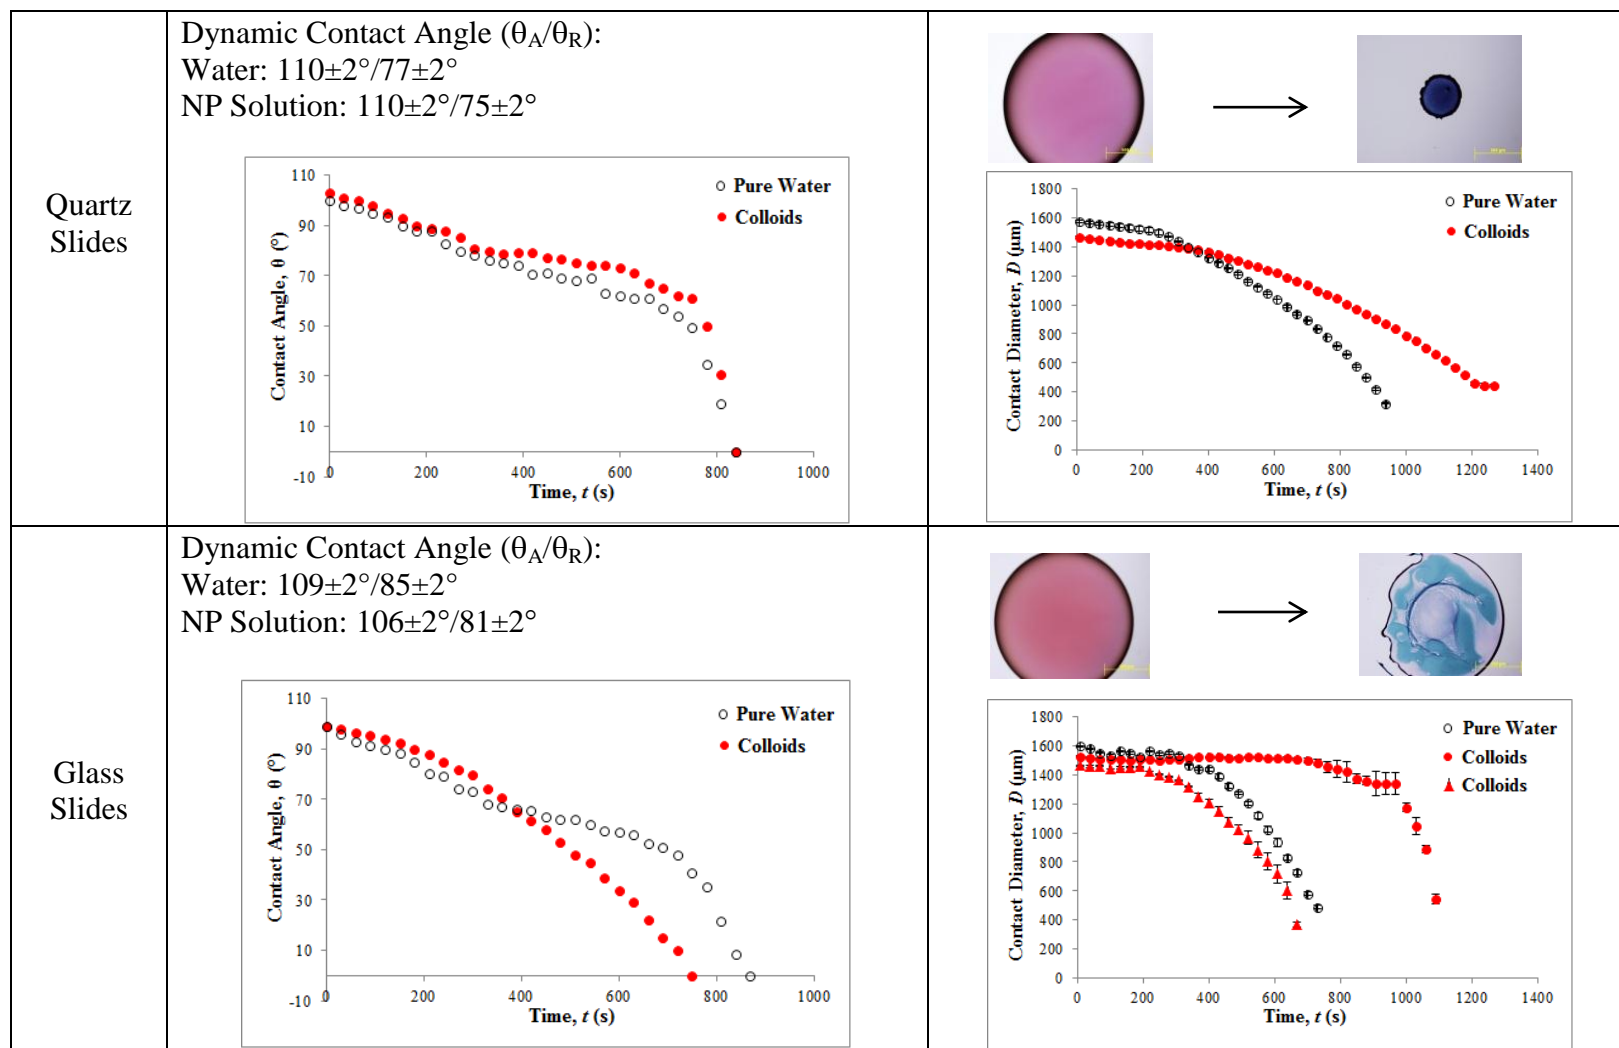 Quartz
Slides
Dynamic Contact Angle (θA/θR):
Water: 110±2°/77±2°
NP Solution: 110±2°/75±2°
110
90
70
50
30
10
-10
Contact Angle, θ (°)
Pure Water
Colloids
0
200
400
600
800
1000
Time, t (s)
1800
1600
1400
1200
1000
800
600
400
200
0
Contact Diameter, D (μm)
Pure Water
Colloids
0
200
400
600
800
1000
1200
1400
Time, t (s)
Glass
Slides
Dynamic Contact Angle (θA/θR):
Water: 109±2°/85±2°
NP Solution: 106±2°/81±2°
110
90
70
50
30
10
-10
Contact Angle, θ (°)
Pure Water
Colloids
0
200
400
600
800
1000
Time, t (s)
1800
1600
1400
1200
1000
800
600
400
200
0
Contact Diameter, D (μm)
Pure Water
Colloids
Colloids
0
200
400
600
800
1000
1200
1400
Time, t (s)